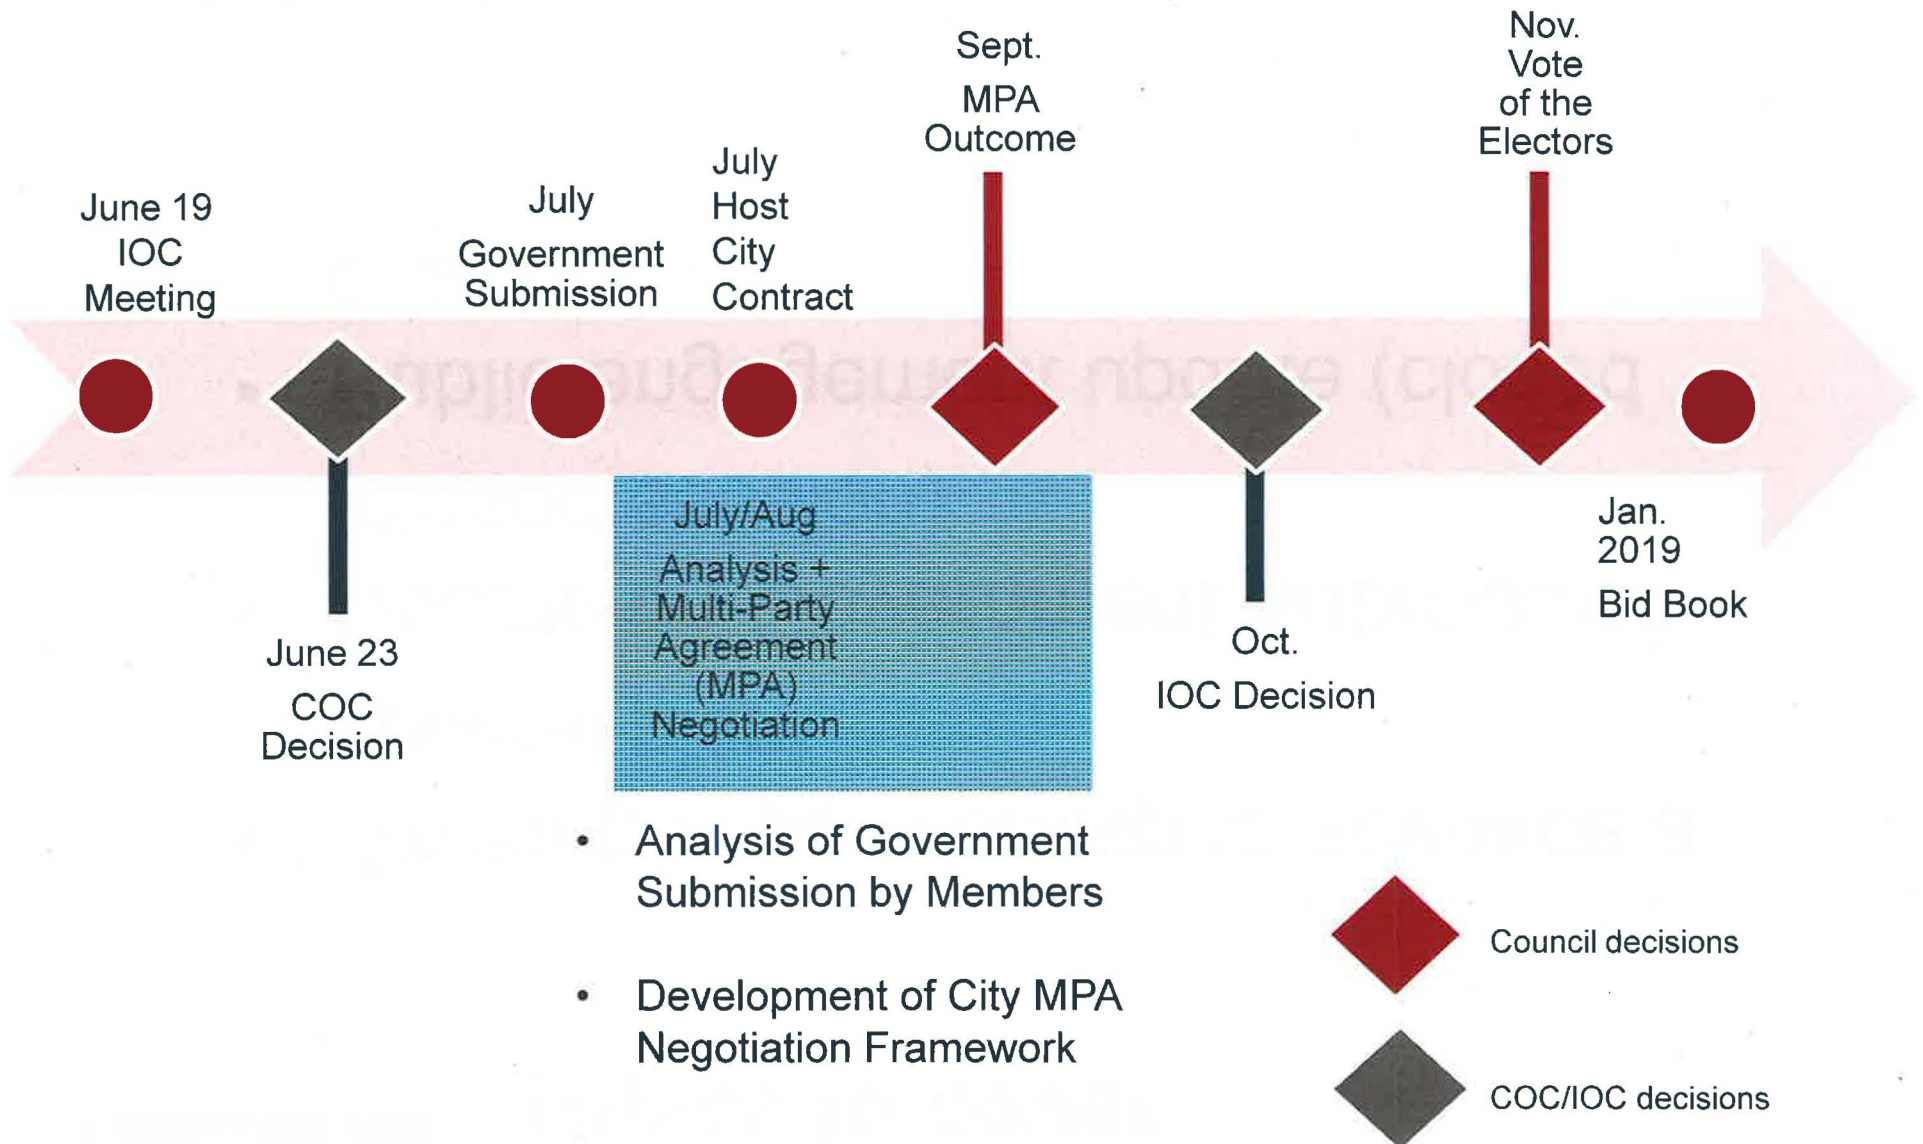 June 19
IOC
Meeting
June 23
COC
Decision
July
Government
Submission
July
Host
City
Contract
Sept.
MPA
Outcome
July/Aug
Analysis +
Multi-Party
Agreement
(MPA)
Negotiation
Oct.
IOC Decision
Nov.
Vote
of the
Electors
Jan.
2019
Bid Book
• Analysis of Government
Submission by Members
• Development of City MPA
Negotiation Framework
Council decisions
COC/IOC decisions